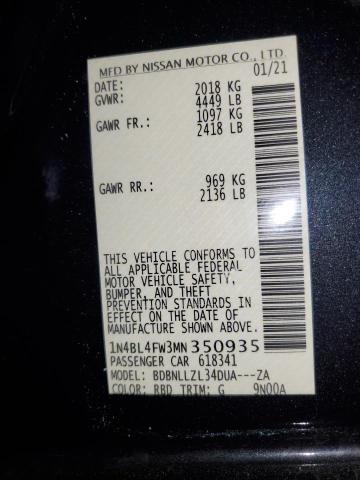 MFD BY NISSAN MOTOR CO., LTD.
DATE: 01/21
GVWR: 2018 KG
4449 LB
GAWR FR.: 1097 KG
2418 LB
GAWR RR.: 969 KG
2136 LB
THIS VEHICLE CONFORMS TO
ALL APPLICABLE FEDERAL
MOTOR VEHICLE SAFETY,
BUMPER, AND THEFT
PREVENTION STANDARDS IN
EFFECT ON THE DATE OF
MANUFACTURE SHOWN ABOVE.
1N4BL4FW3MN350935
PASSENGER CAR 618341
MODEL: BDBNLLZL34DUA---ZA
COLOR: RBD TRIM: G 9N00A